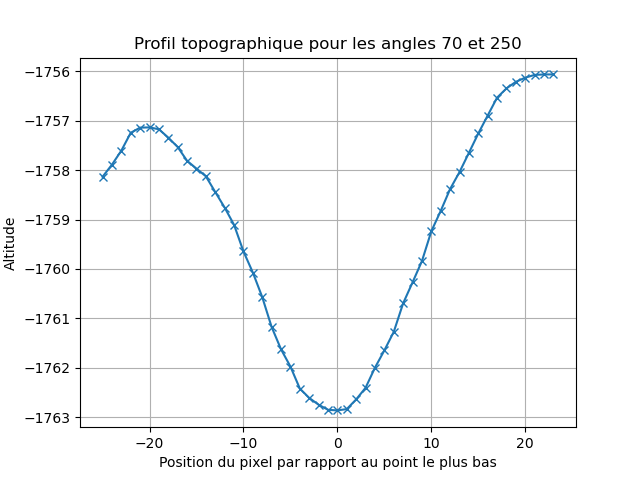 Profil topographique pour les angles 70 et 250
Altitude
−1756
−1757
−1758
−1759
−1760
−1761
−1762
−1763
−20 −10 0 10 20
Position du pixel par rapport au point le plus bas